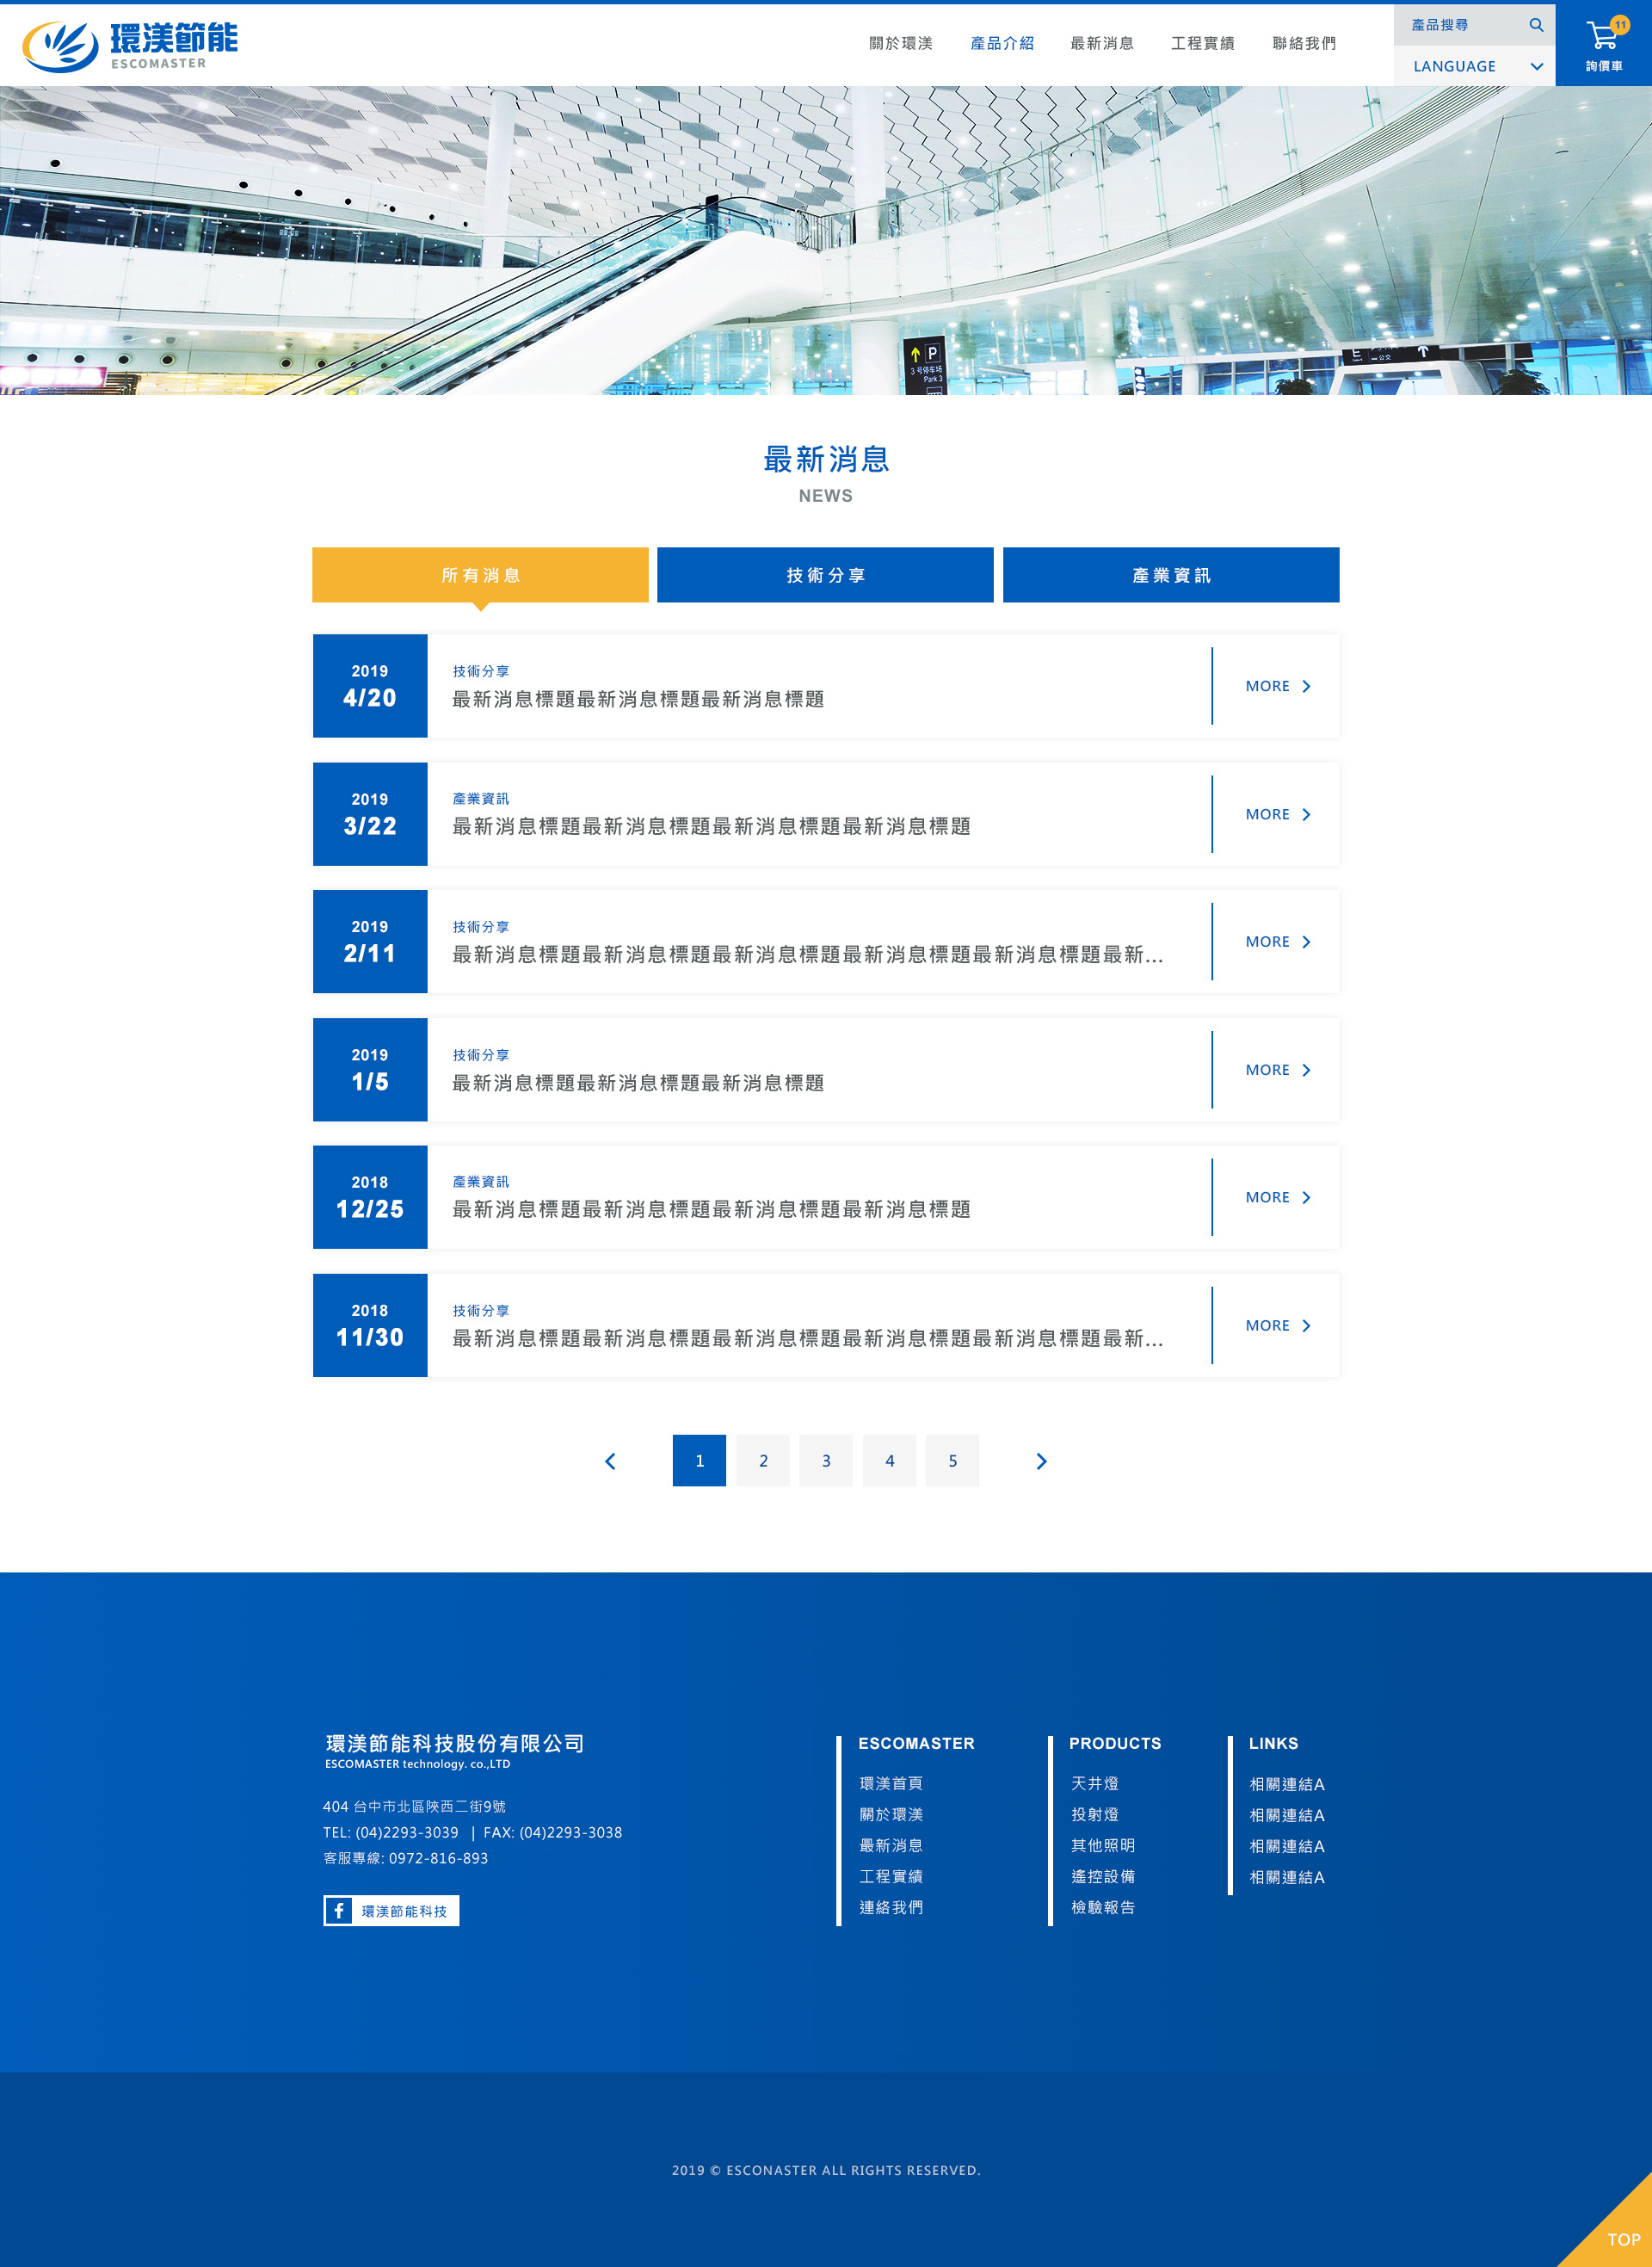 環渼節能
ESCOMASTER
關於環渼
產品介紹
最新消息
工程實績
聯絡我們
產品搜尋
LANGUAGE
11
詢價車
P
3 号停车场
Park 3
E
最新消息
NEWS
所有消息
技術分享
產業資訊
2019
4/20
技術分享
最新消息標題最新消息標題最新消息標題
MORE
2019
3/22
產業資訊
最新消息標題最新消息標題最新消息標題最新消息標題
MORE
2019
2/11
技術分享
最新消息標題最新消息標題最新消息標題最新消息標題最新消息標題最新...
MORE
2019
1/5
技術分享
最新消息標題最新消息標題最新消息標題
MORE
2018
12/25
產業資訊
最新消息標題最新消息標題最新消息標題最新消息標題
MORE
2018
11/30
技術分享
最新消息標題最新消息標題最新消息標題最新消息標題最新消息標題最新...
MORE
1 2 3 4 5
環渼節能科技股份有限公司
ESCOMASTER technology. co.,LTD
404 台中市北區陝西二街9號
TEL: (04)2293-3039 | FAX: (04)2293-3038
客服專線: 0972-816-893
環渼節能科技
ESCOMASTER
環渼首頁
關於環渼
最新消息
工程實績
連絡我們
PRODUCTS
天井燈
投射燈
其他照明
遙控設備
檢驗報告
LINKS
相關連結A
相關連結A
相關連結A
相關連結A
2019 © ESCONASTER ALL RIGHTS RESERVED.
TOP